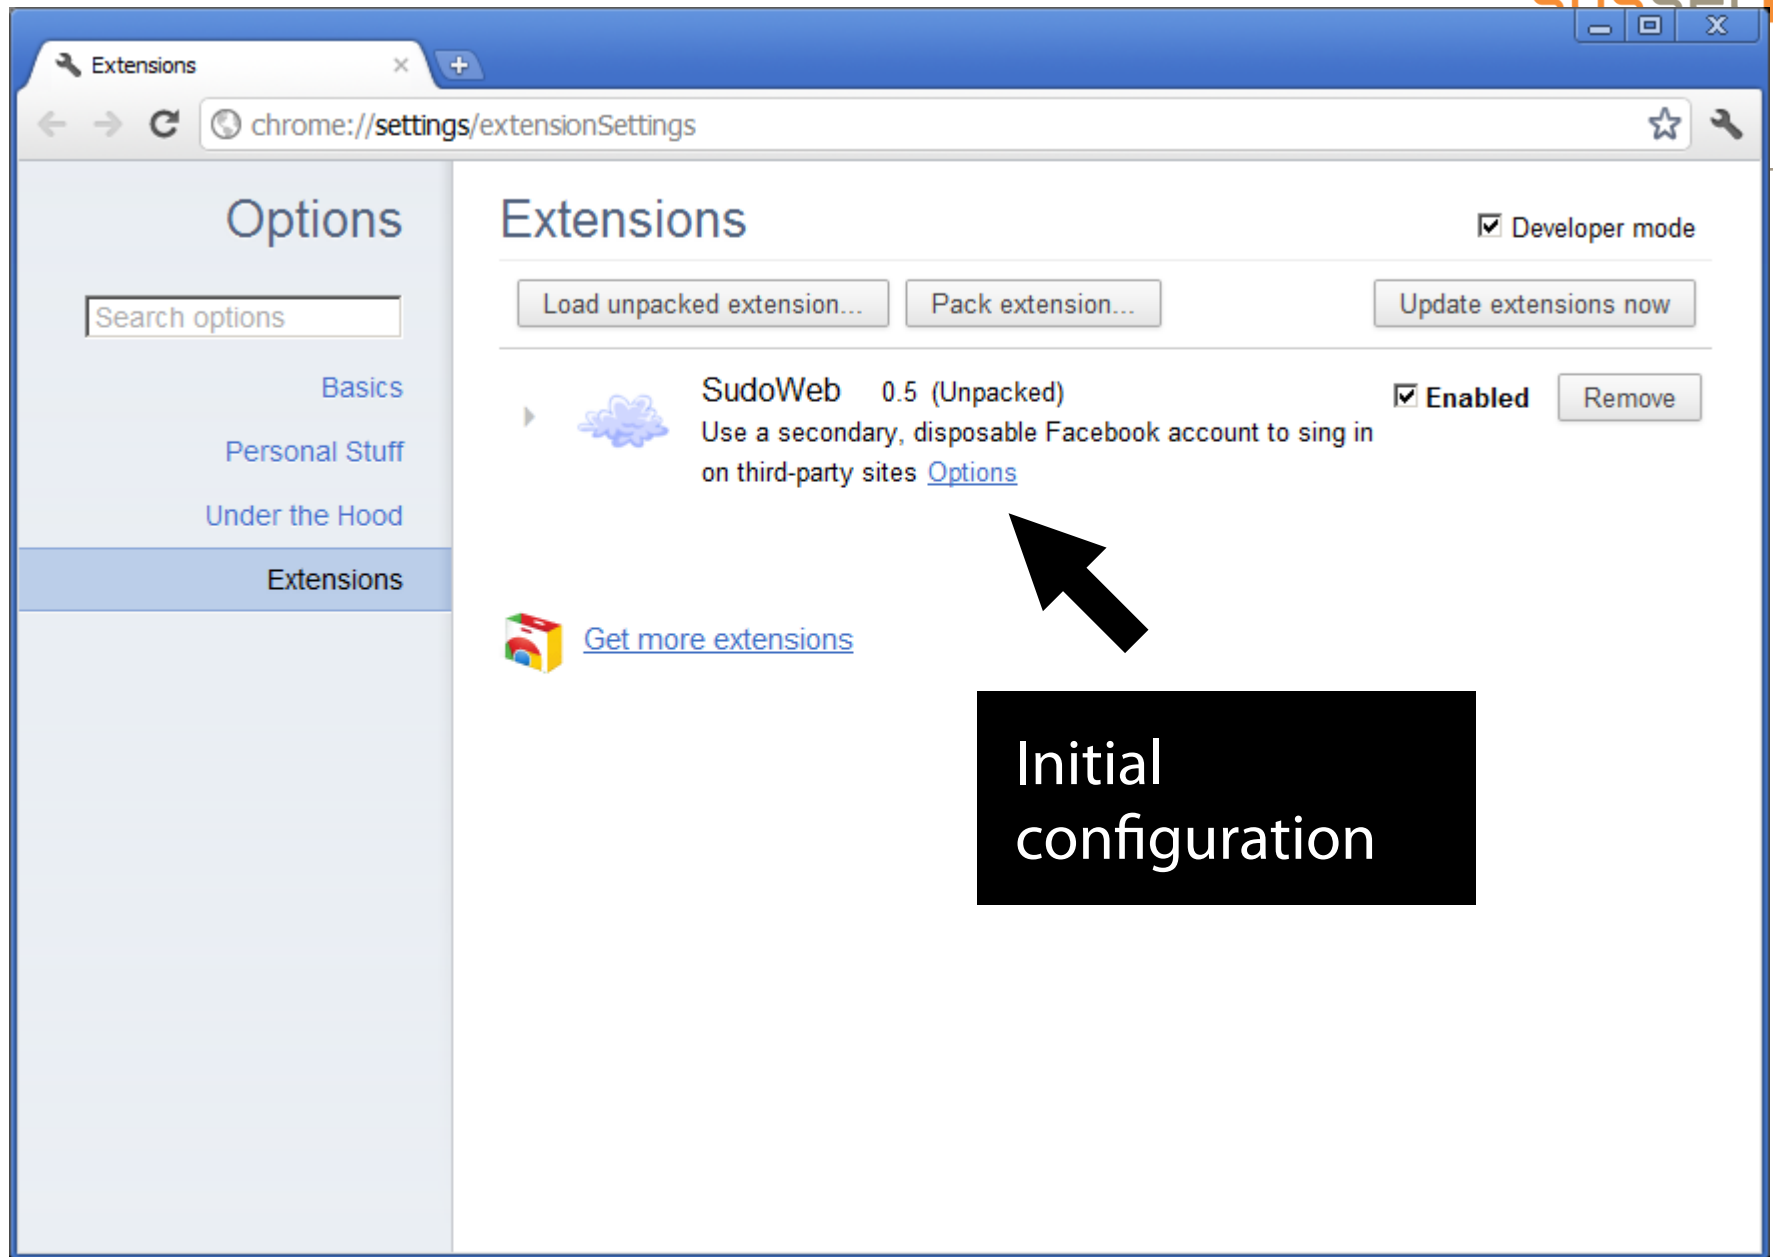 Extensions
chrome://settings/extensionSettings
Options
Search options
Basics
Personal Stuff
Under the Hood
Extensions
Extensions
Developer mode
Load unpacked extension...
Pack extension...
Update extensions now
SudoWeb 0.5 (Unpacked)
Enabled
Remove
Use a secondary, disposable Facebook account to sing in
on third-party sites Options
Get more extensions
Initial
configuration